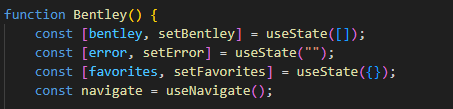 function Bentley() {
const [bentley, setBentley] = useState([]);
const [error, setError] = useState("");
const [favorites, setFavorites] = useState({});
const navigate = useNavigate();